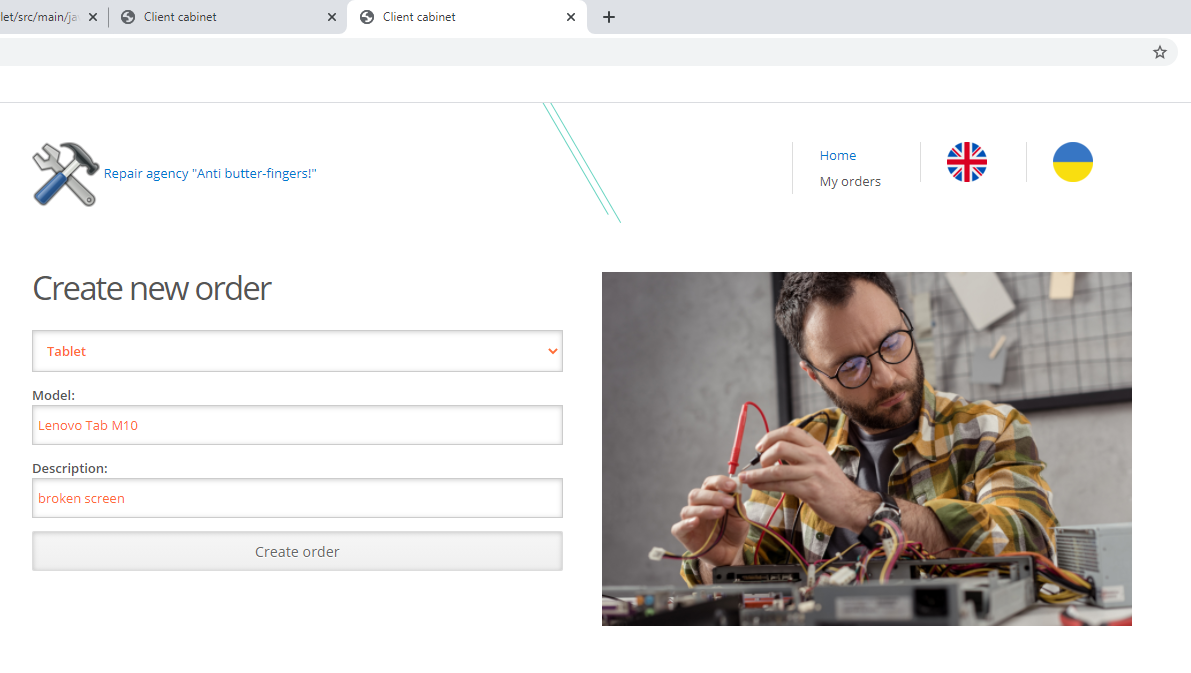 let/src/main/ja
Client cabinet
Client cabinet
Repair agency "Anti butter-fingers!"
Home
My orders
Create new order
Tablet
Model:
Lenovo Tab M10
Description:
broken screen
Create order